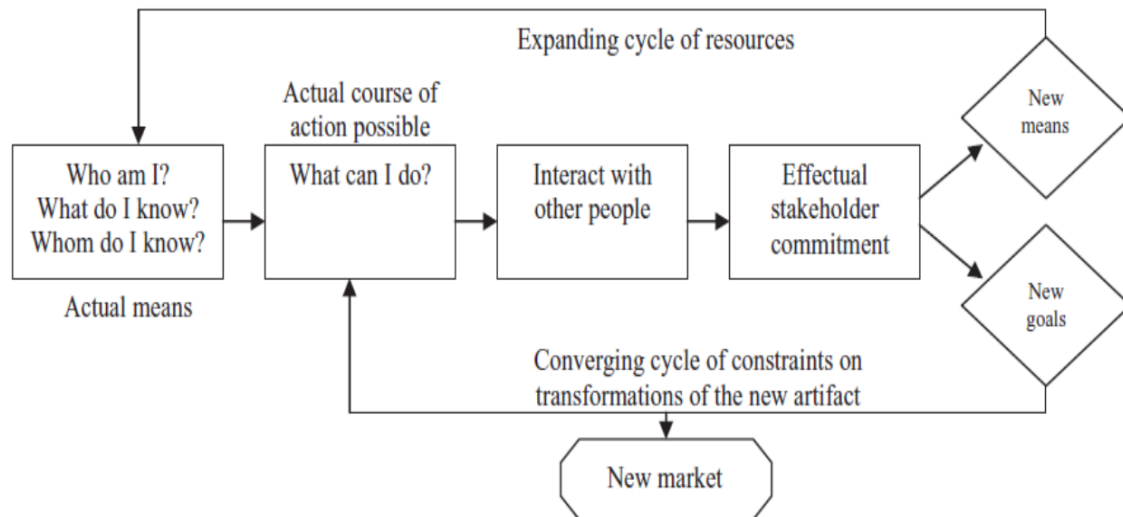 Expanding cycle of resources
New
means
Actual course of
action possible
Who am I?
What do I know?
Whom do I know?
What can I do?
Interact with
other people
Effectual
stakeholder
commitment
Actual means
New
goals
Converging cycle of constraints on
transformations of the new artifact
New market